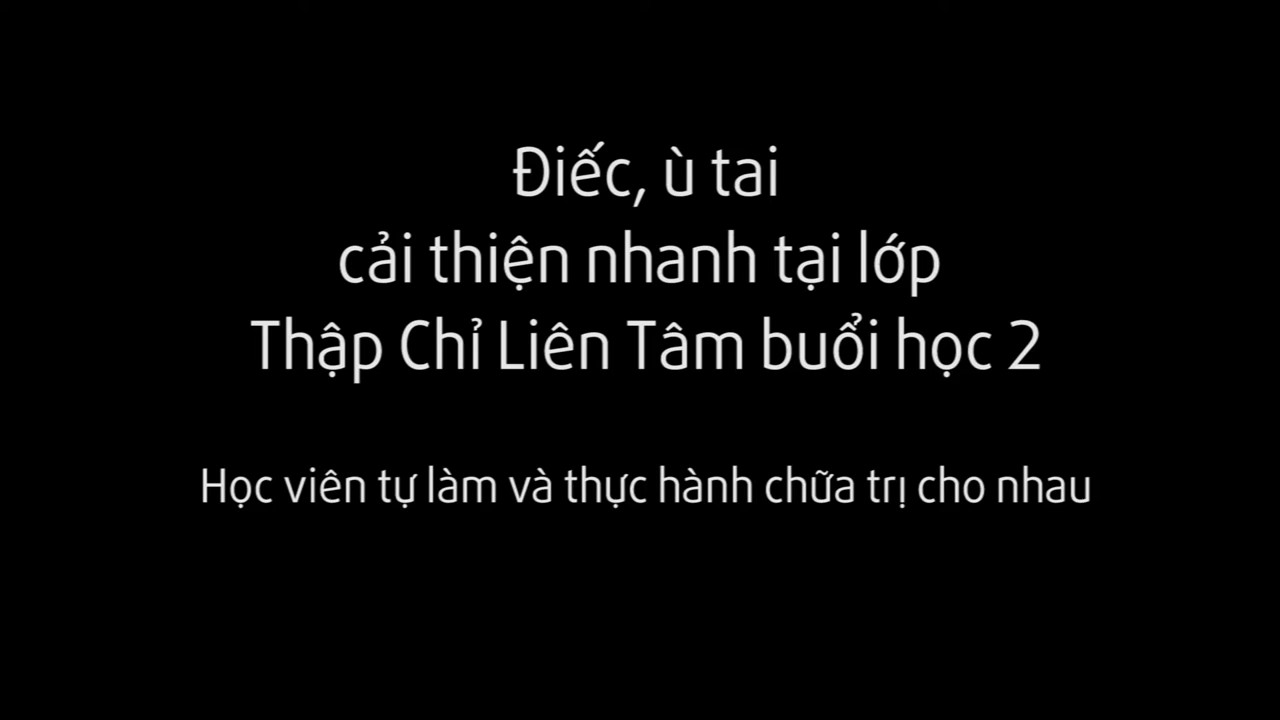 Điếc, ù tai
cải thiện nhanh tại lớp
Thập Chỉ Liên Tâm buổi học 2
Học viên tự làm và thực hành chữa trị cho nhau